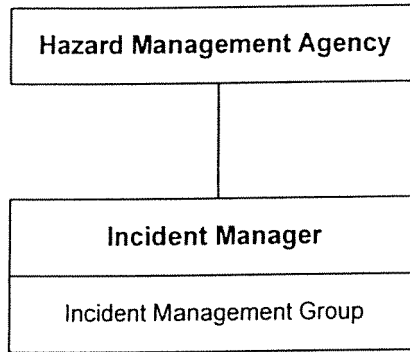 Hazard Management Agency
Incident Manager
Incident Management Group